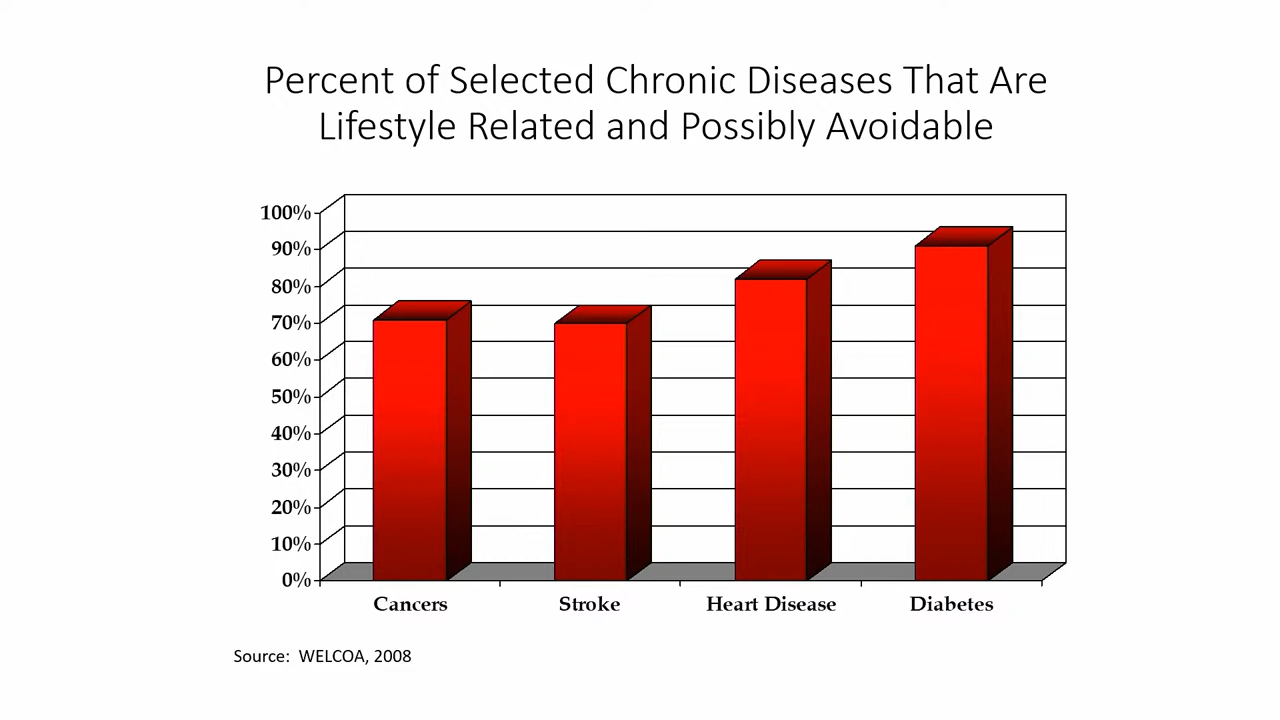 Percent of Selected Chronic Diseases That Are
Lifestyle Related and Possibly Avoidable
100%
90%
80%
70%
60%
50%
40%
30%
20%
10%
0%
Cancers
Stroke
Heart Disease
Diabetes
Source:  WELCOA, 2008